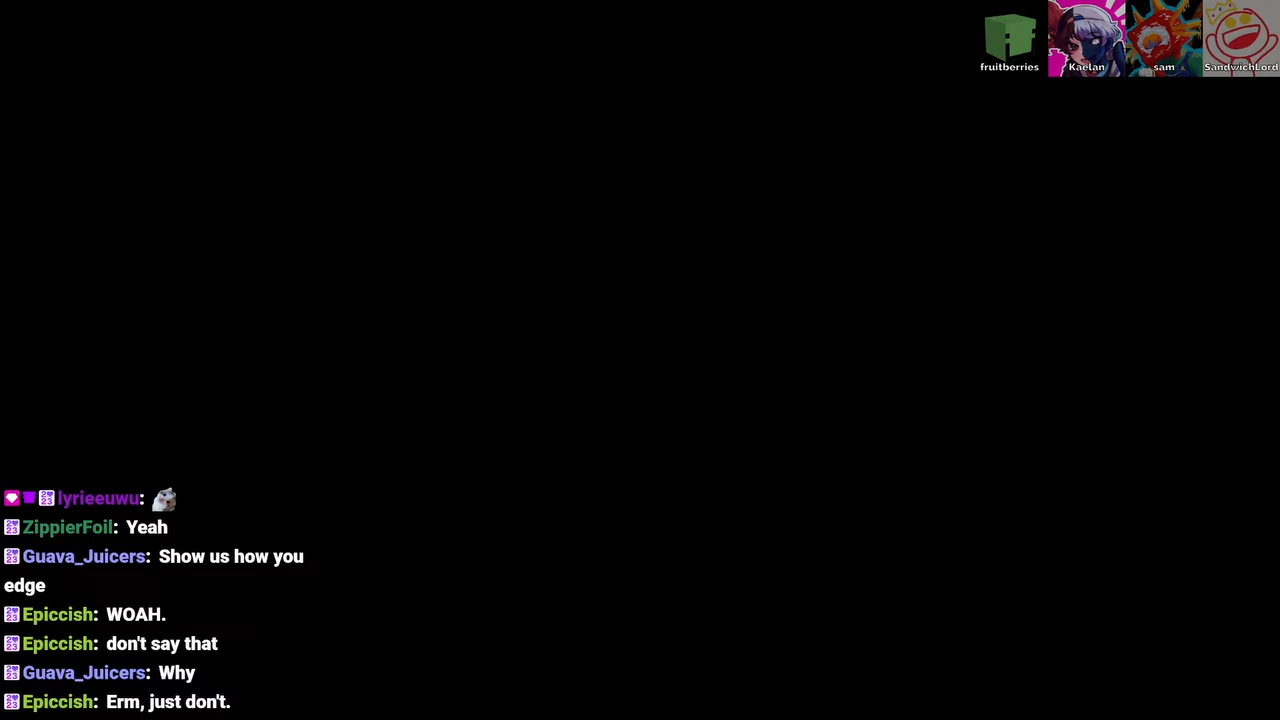 fruitberries
Kaelan
sam
SandwichLord
lyrieeuwu:
ZippierFoil: Yeah
Guava_Juicers: Show us how you
edge
Epiccish: WOAH.
Epiccish: don't say that
Guava_Juicers: Why
Epiccish: Erm, just don't.